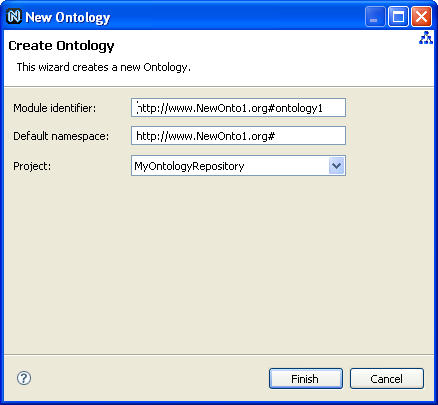 New Ontology
Create Ontology
This wizard creates a new Ontology.
Module identifier: http://www.NewOnto1.org#ontology1
Default namespace: http://www.NewOnto1.org#
Project: MyOntologyRepository
? Finish Cancel